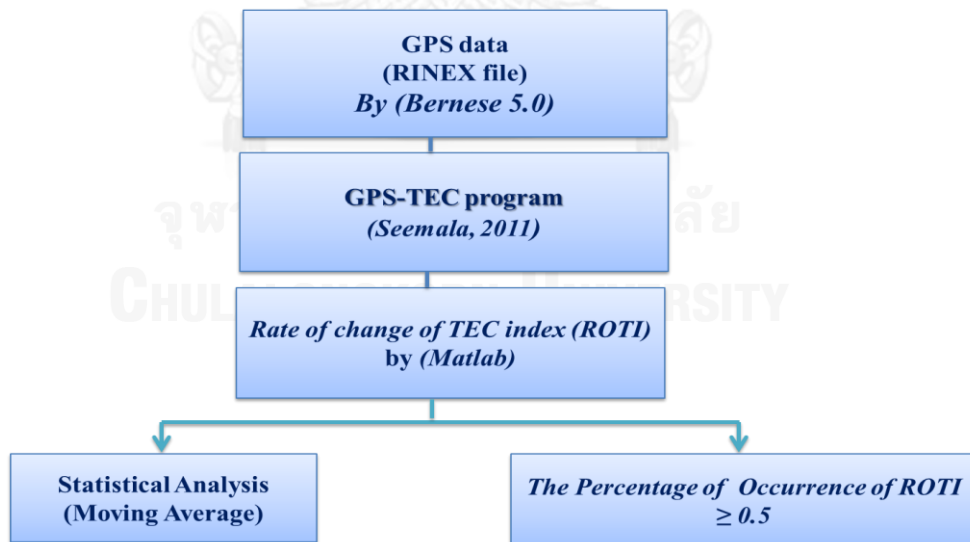 GPS data
(RINEX file)
By (Bernese 5.0)
GPS-TEC program
(Seemala, 2011)
Rate of change of TEC index (ROTI)
by (Matlab)
Statistical Analysis
(Moving Average)
The Percentage of Occurrence of ROTI
≥ 0.5